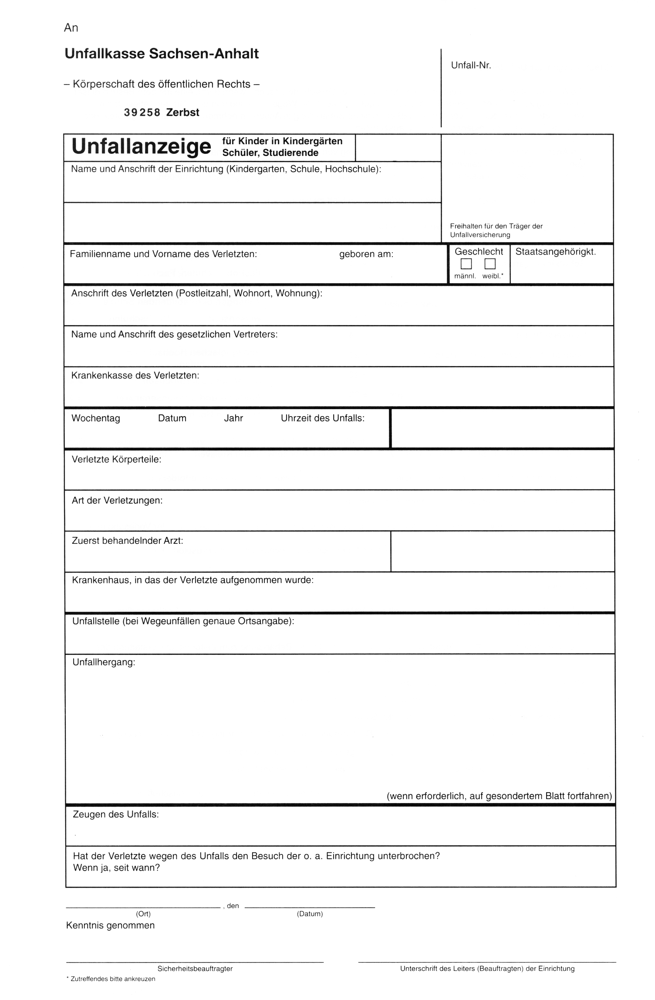 An
Unfallkasse Sachsen-Anhalt
Unfall-Nr.
– Körperschaft des öffentlichen Rechts –
39258 Zerbst
Unfallanzeige
für Kinder in Kindergärten
Schüler, Studierende
Name und Anschrift der Einrichtung (Kindergarten, Schule, Hochschule):
Freihalten für den Träger der
Unfallversicherung
Familienname und Vorname des Verletzten: geboren am:
Geschlecht
männl. weibl.*
Staatsangehörigkt.
Anschrift des Verletzten (Postleitzahl, Wohnort, Wohnung):
Name und Anschrift des gesetzlichen Vertreters:
Krankenkasse des Verletzten:
Wochentag Datum Jahr Uhrzeit des Unfalls:
Verletzte Körperteile:
Art der Verletzungen:
Zuerst behandelnder Arzt:
Krankenhaus, in das der Verletzte aufgenommen wurde:
Unfallstelle (bei Wegeunfällen genaue Ortsangabe):
Unfallhergang:
(wenn erforderlich, auf gesondertem Blatt fortfahren)
Zeugen des Unfalls:
Hat der Verletzte wegen des Unfalls den Besuch der o. a. Einrichtung unterbrochen?
Wenn ja, seit wann?
, den
(Ort) (Datum)
Kenntnis genommen
Sicherheitsbeauftragter
Unterschrift des Leiters (Beauftragten) der Einrichtung
* Zutreffendes bitte ankreuzen